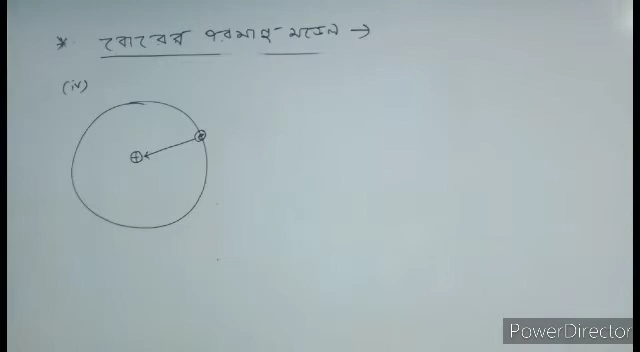 * বোরের পরমাণু মডেল →
(iv)
PowerDirector